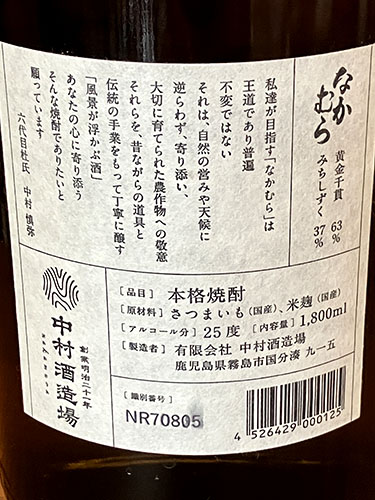 なかむら
黄金千貫 63%
みちしずく 37%
私達が目指す「なかむら」は
王道であり普遍
不変ではない
それは、自然の営みや天候に
逆らわず、寄り添い、
大切に育てられた農作物への敬意
それらを、昔ながらの道具と
伝統の手業をもって丁寧に醸す
「風景が浮かぶ酒」
あなたの心に寄り添う
そんな焼酎でありたいと
願っています
六代目杜氏 中村 慎弥
創業明治二十一年
中村酒造場
[品目] 本格焼酎
[原材料] さつまいも(国産)、米麹(国産)
[アルコール分] 25度 [内容量] 1,800ml
[製造者] 有限会社 中村酒造場
鹿児島県霧島市国分湊 九一五
[識別番号]
NR70805
4 526429 000125